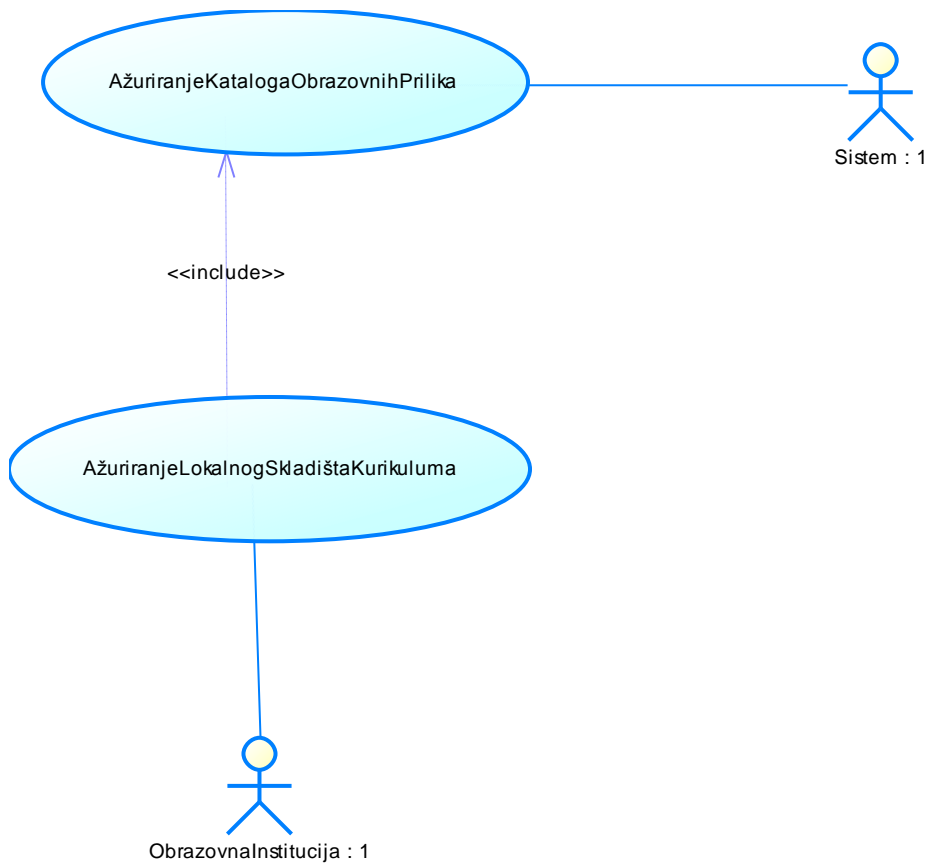 AžuriranjeKatalogaObrazovnihPrilika
Sistem : 1
<<include>>
AžuriranjeLokalnogSkladištaKurikuluma
ObrazovnaInstitucija : 1